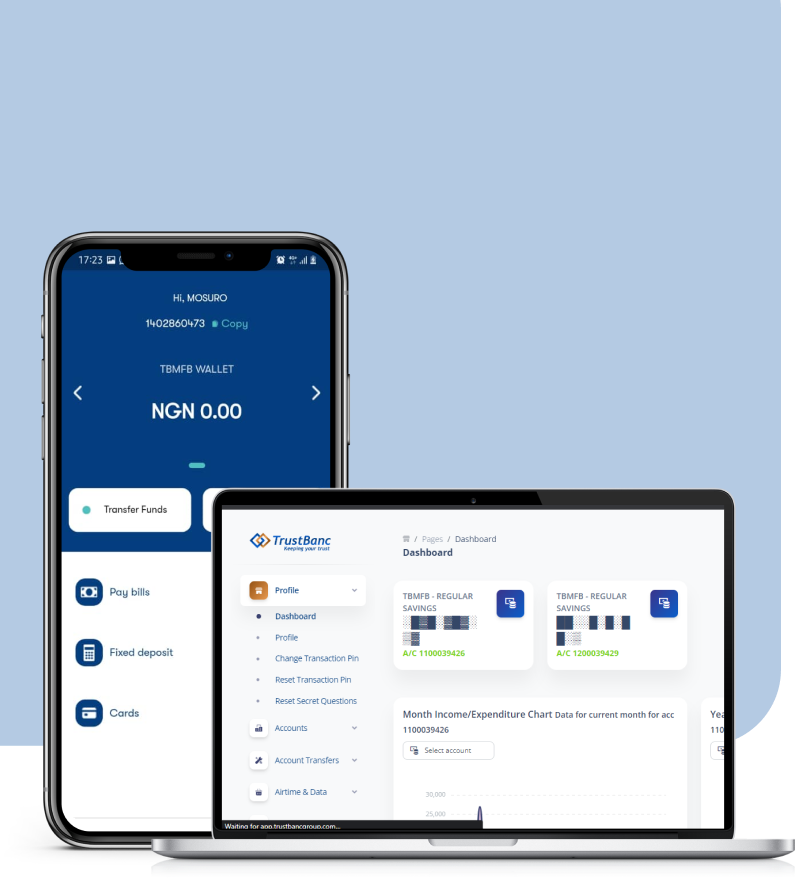 17:23
Hi, MOSURO
1402860473 Copy
TBMFB WALLET
NGN 0.00
Transfer Funds
Pay bills
Fixed deposit
Cards
TrustBanc
Keeping your trust
Profile
Dashboard
Profile
Change Transaction Pin
Reset Transaction Pin
Reset Secret Questions
Accounts
Account Transfers
Airtime & Data
Waiting for app.trustbancgroup.com...
/ Pages / Dashboard
Dashboard
TBMFB - REGULAR
SAVINGS
A/C 1100039426
TBMFB - REGULAR
SAVINGS
A/C 1200039429
Month Income/Expenditure Chart Data for current month for acc
1100039426
Select account
30,000
25,000
110